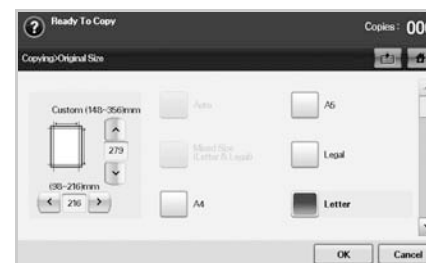 Ready To Copy
Copies : 00
Copying>Original Size
Custom (148~356)mm
279
(98~216)mm
216
Auto
Mixed Size
(Letter & Legal)
A4
A5
Legal
Letter
OK
Cancel